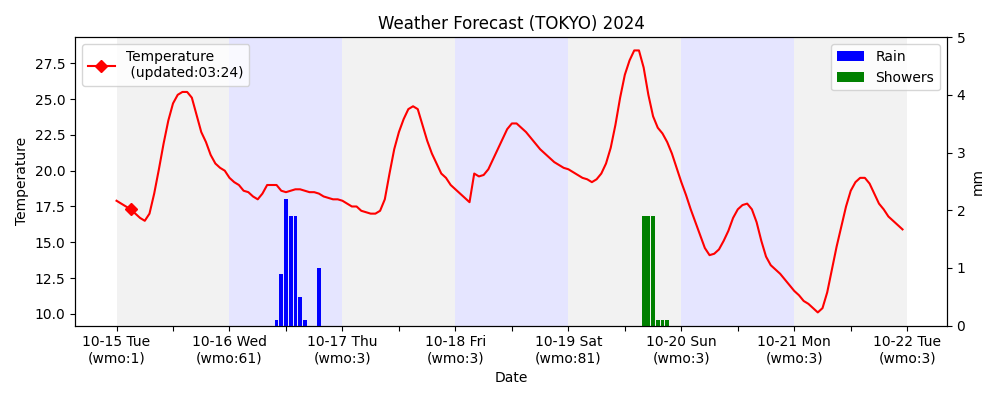 Weather Forecast (TOKYO) 2024
Temperature
(updated:03:24)
Rain
Showers
Temperature
27.5
25.0
22.5
20.0
17.5
15.0
12.5
10.0
5
4
3
2
1
0
mm
10-15 Tue
(wmo:1)
10-16 Wed
(wmo:61)
10-17 Thu
(wmo:3)
10-18 Fri
(wmo:3)
10-19 Sat
(wmo:81)
10-20 Sun
(wmo:3)
10-21 Mon
(wmo:3)
10-22 Tue
(wmo:3)
Date